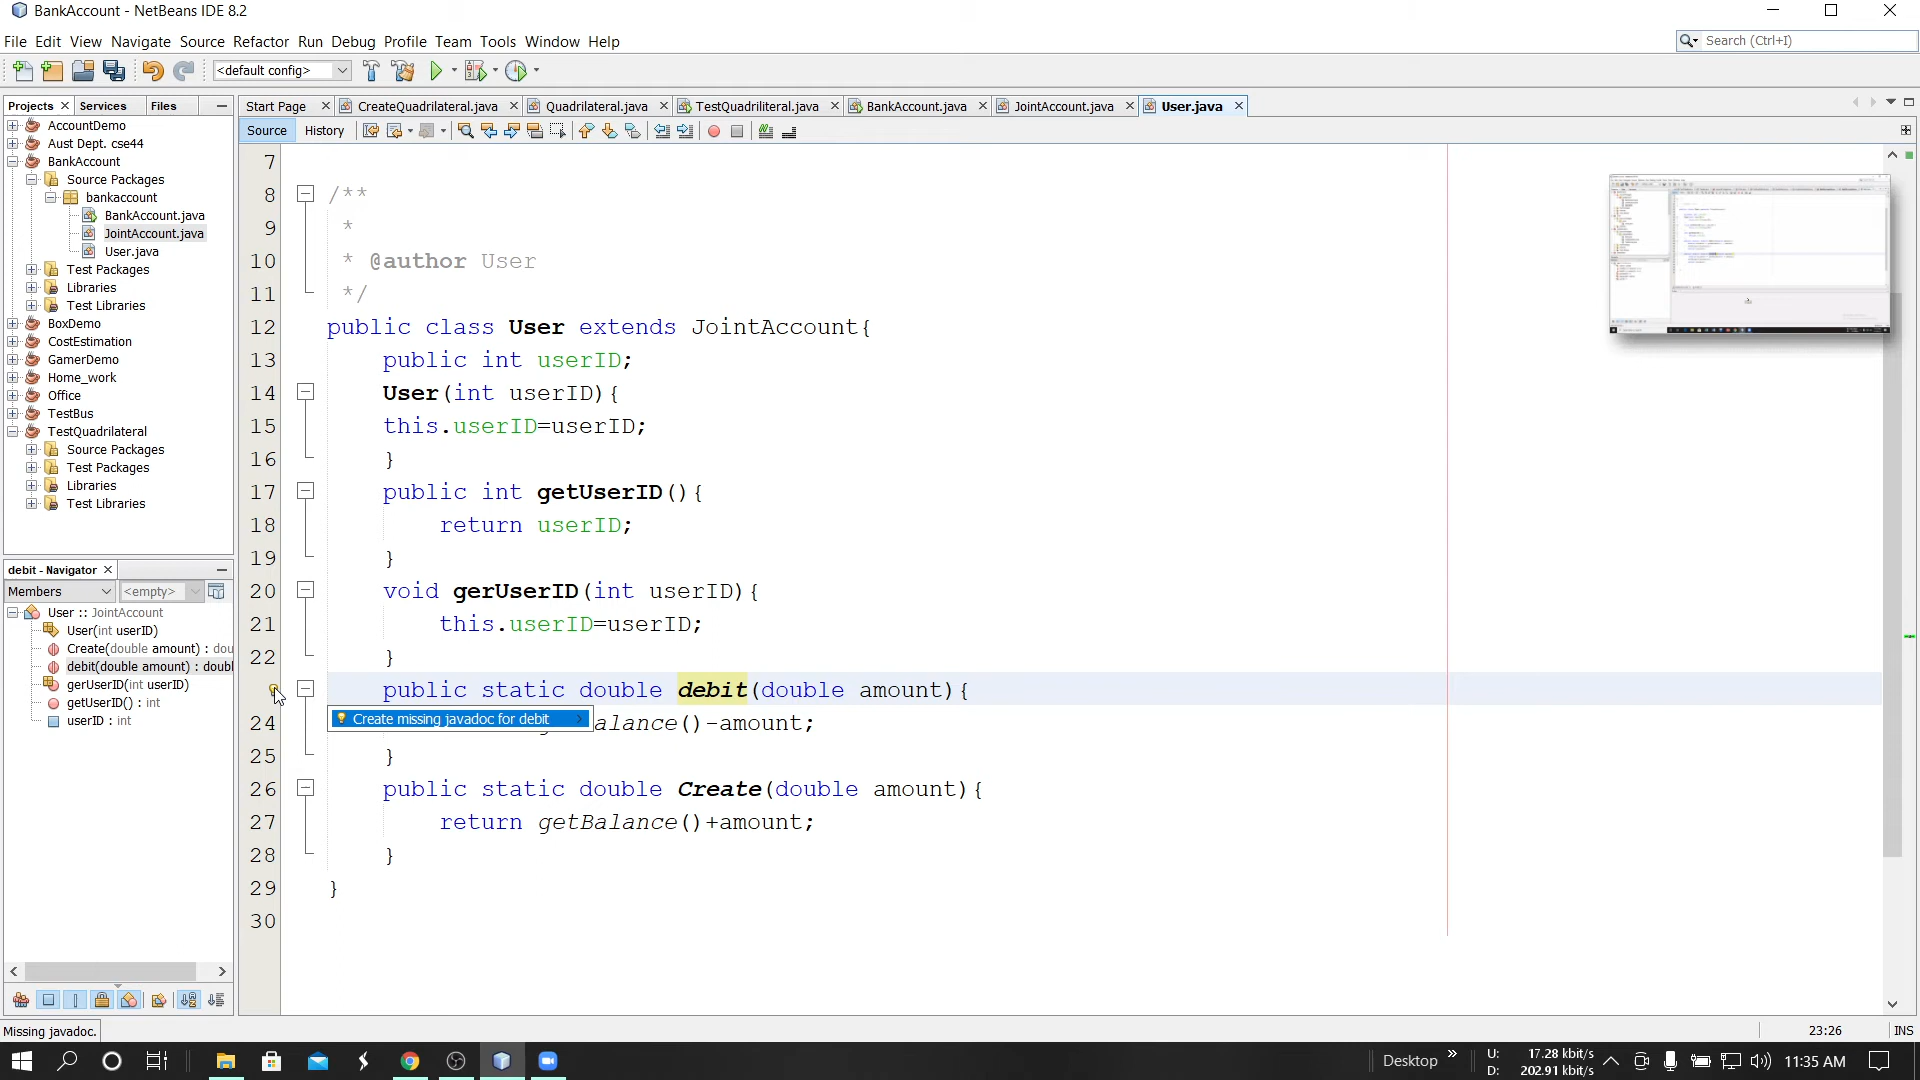 BankAccount - NetBeans IDE 8.2
File Edit View Navigate Source Refactor Run Debug Profile Team Tools Window Help
Search (Ctrl+I)
<default config>
Projects Services Files
Start Page CreateQuadrilateral.java Quadrilateral.java TestQuadriliteral.java BankAccount.java JointAccount.java User.java
Source History
AccountDemo
Aust Dept. cse44
BankAccount
Source Packages
bankaccount
BankAccount.java
JointAccount.java
User.java
Test Packages
Libraries
Test Libraries
BoxDemo
CostEstimation
GamerDemo
Home_work
Office
TestBus
TestQuadrilateral
Source Packages
Test Packages
Libraries
Test Libraries
debit - Navigator
Members <empty>
User :: JointAccount
User(int userID)
Create(double amount) : dou
debit(double amount) : doubl
gerUserID(int userID)
getUserID() : int
userID : int
7
8 /**
9 *
10 * @author User
11 */
12 public class User extends JointAccount{
13 public int userID;
14 User(int userID){
15 this.userID=userID;
16 }
17 public int getUserID(){
18 return userID;
19 }
20 void gerUserID(int userID){
21 this.userID=userID;
22 }
public static double debit(double amount){
Create missing javadoc for debit
24 alance()-amount;
25 }
26 public static double Create(double amount){
27 return getBalance()+amount;
28 }
29 }
30
Missing javadoc.
23:26 INS
Desktop
U: 17.28 kbit/s
D: 202.91 kbit/s
11:35 AM